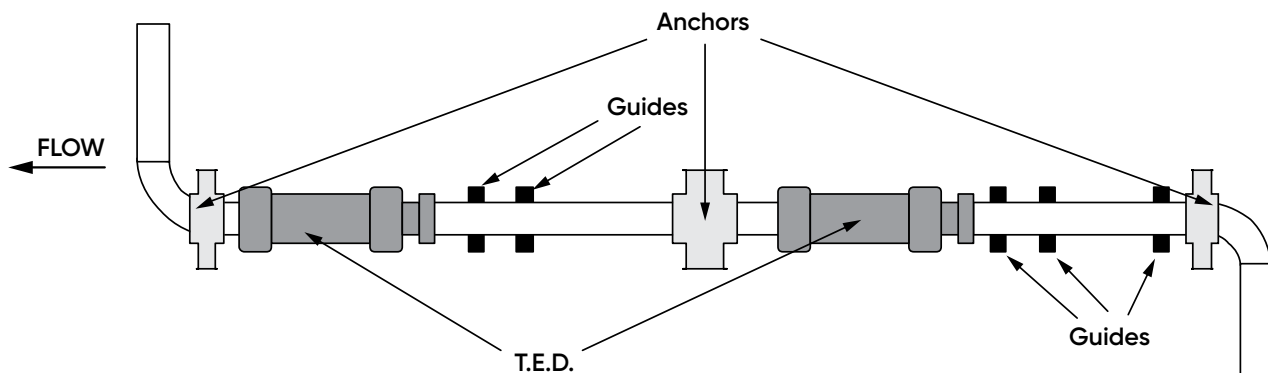 Anchors
Guides
FLOW
Guides
T.E.D.